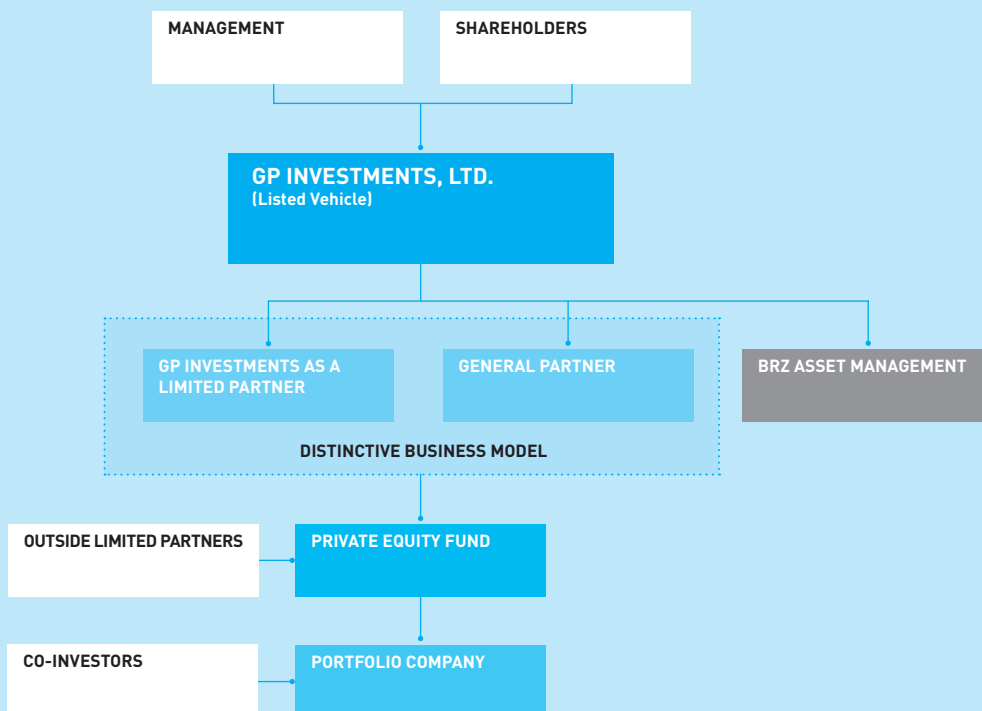 MANAGEMENT
SHAREHOLDERS
GP INVESTMENTS, LTD.
(Listed Vehicle)
GP INVESTMENTS AS A
LIMITED PARTNER
GENERAL PARTNER
BRZ ASSET MANAGEMENT
DISTINCTIVE BUSINESS MODEL
OUTSIDE LIMITED PARTNERS
PRIVATE EQUITY FUND
CO-INVESTORS
PORTFOLIO COMPANY